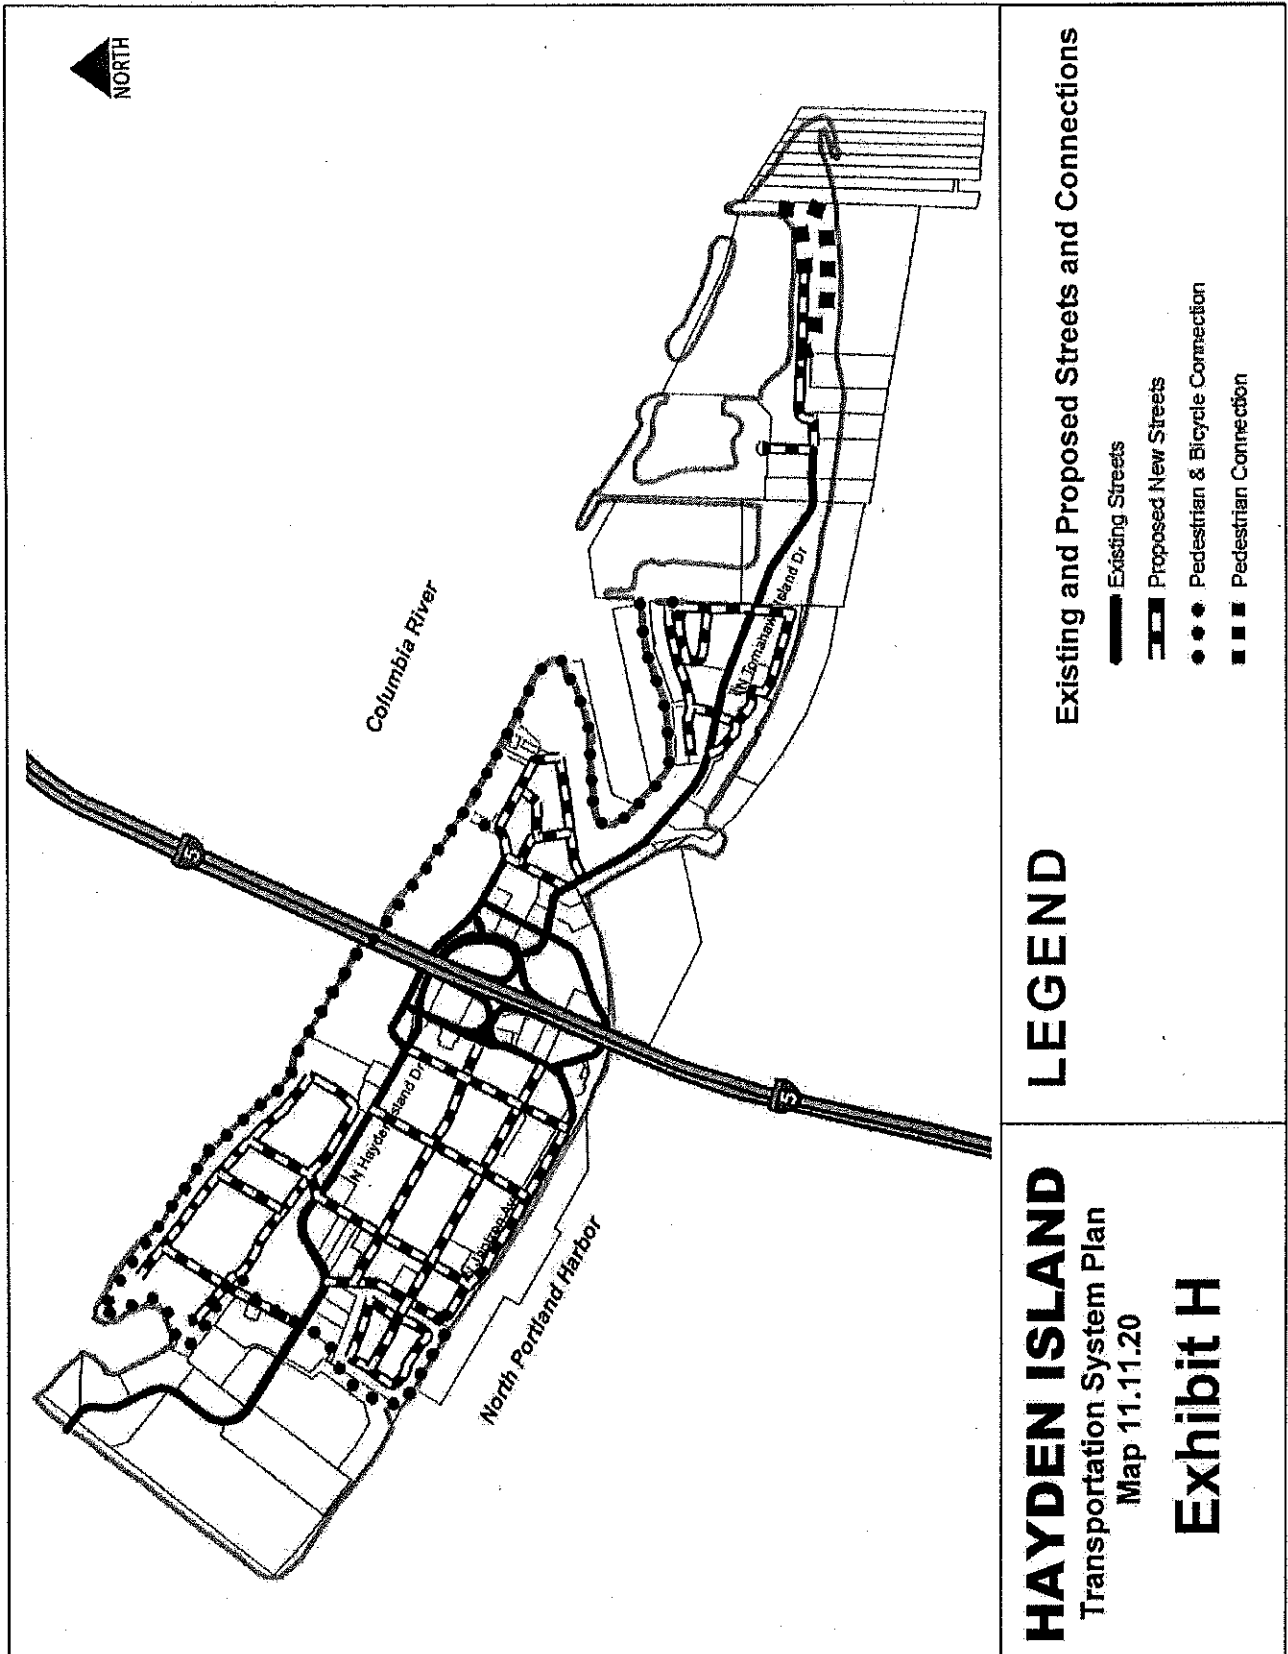 NORTH
Columbia River
5
N Hayden Island Dr
N Tomahawk Island Dr
N Jantzen Av
North Portland Harbor
5
HAYDEN ISLAND
Transportation System Plan
Map 11.11.20
Exhibit H
LEGEND
Existing and Proposed Streets and Connections
Existing Streets
Proposed New Streets
Pedestrian & Bicycle Connection
Pedestrian Connection